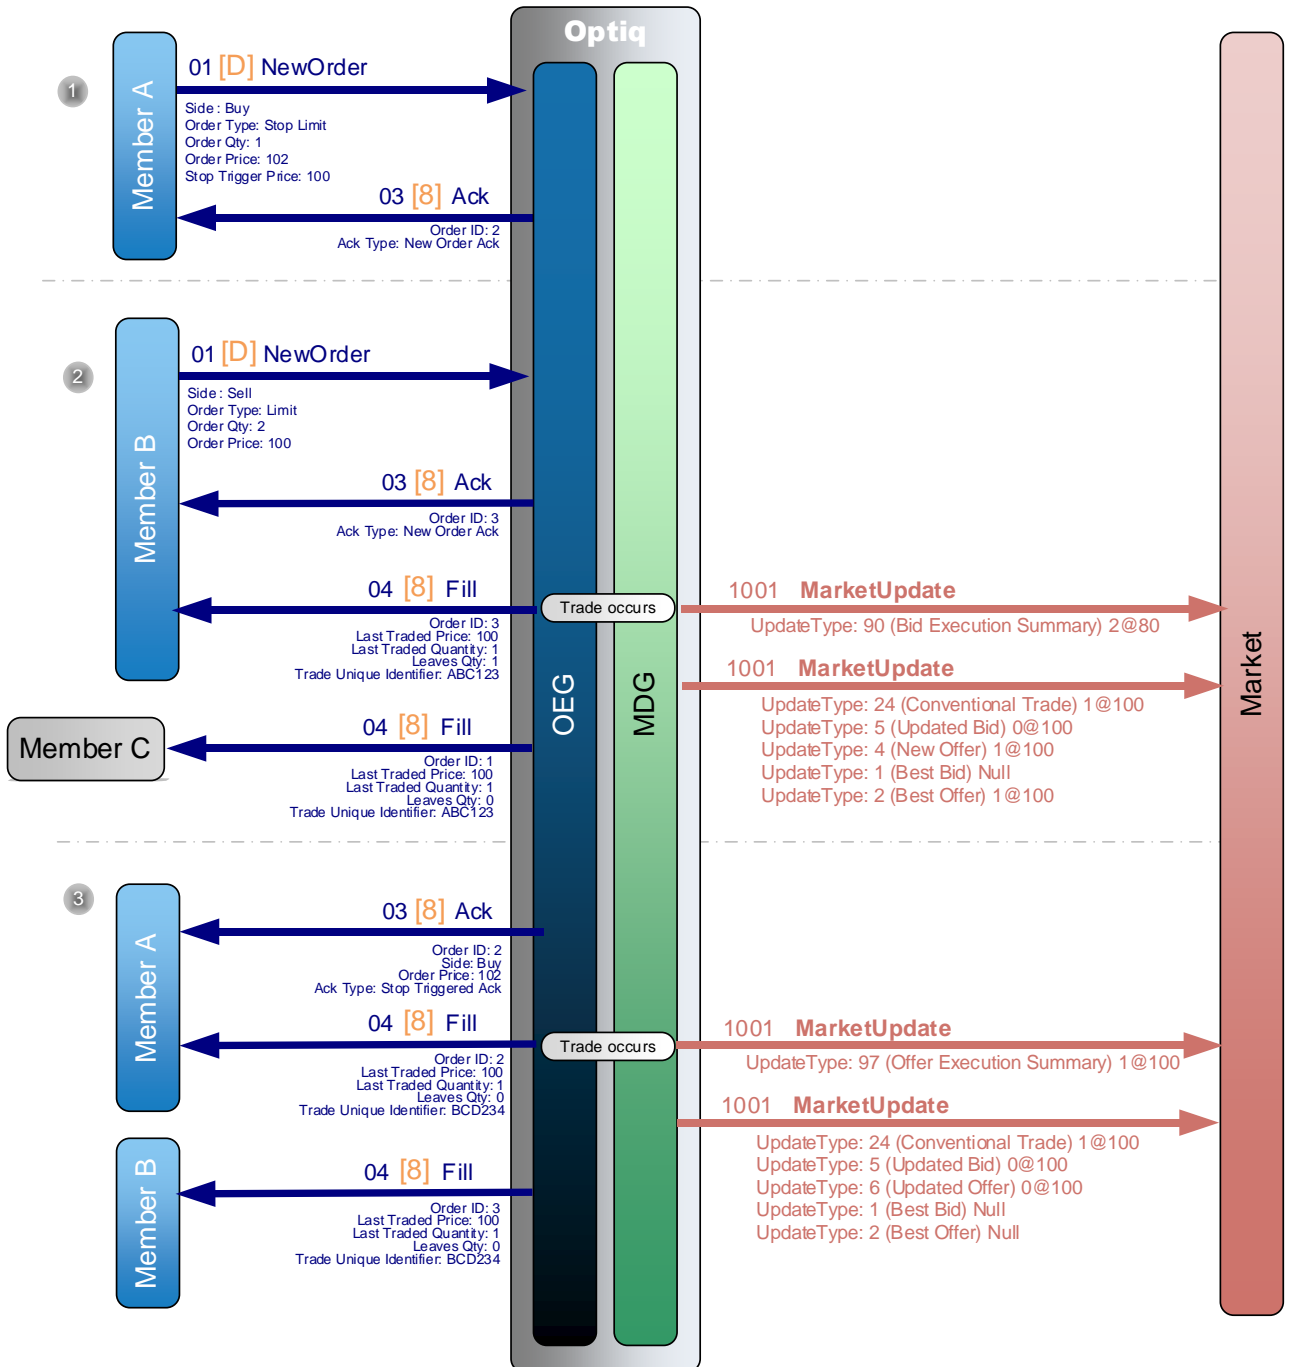 Optiq
1
Member A
01 [D] NewOrder
Side : Buy
Order Type: Stop Limit
Order Qty: 1
Order Price: 102
Stop Trigger Price: 100
03 [8] Ack
Order ID: 2
Ack Type: New Order Ack
2
Member B
01 [D] NewOrder
Side : Sell
Order Type: Limit
Order Qty: 2
Order Price: 100
03 [8] Ack
Order ID: 3
Ack Type: New Order Ack
04 [8] Fill
Order ID: 3
Last Traded Price: 100
Last Traded Quantity: 1
Leaves Qty: 1
Trade Unique Identifier: ABC123
Trade occurs
1001 MarketUpdate
UpdateType: 90 (Bid Execution Summary) 2@80
1001 MarketUpdate
UpdateType: 24 (Conventional Trade) 1@100
UpdateType: 5 (Updated Bid) 0@100
UpdateType: 4 (New Offer) 1@100
UpdateType: 1 (Best Bid) Null
UpdateType: 2 (Best Offer) 1@100
OEG
MDG
Market
Member C
04 [8] Fill
Order ID: 1
Last Traded Price: 100
Last Traded Quantity: 1
Leaves Qty: 0
Trade Unique Identifier: ABC123
3
Member A
03 [8] Ack
Order ID: 2
Side: Buy
Order Price: 102
Ack Type: Stop Triggered Ack
04 [8] Fill
Order ID: 2
Last Traded Price: 100
Last Traded Quantity: 1
Leaves Qty: 0
Trade Unique Identifier: BCD234
Trade occurs
1001 MarketUpdate
UpdateType: 97 (Offer Execution Summary) 1@100
1001 MarketUpdate
UpdateType: 24 (Conventional Trade) 1@100
UpdateType: 5 (Updated Bid) 0@100
UpdateType: 6 (Updated Offer) 0@100
UpdateType: 1 (Best Bid) Null
UpdateType: 2 (Best Offer) Null
Member B
04 [8] Fill
Order ID: 3
Last Traded Price: 100
Last Traded Quantity: 1
Leaves Qty: 0
Trade Unique Identifier: BCD234